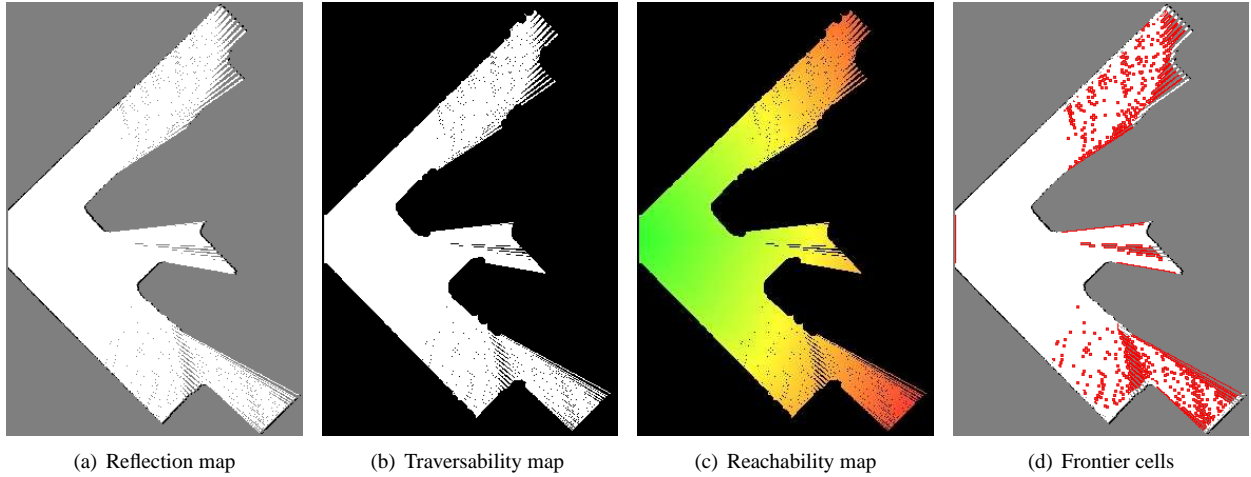 (a) Reflection map
(b) Traversability map
(c) Reachability map
(d) Frontier cells